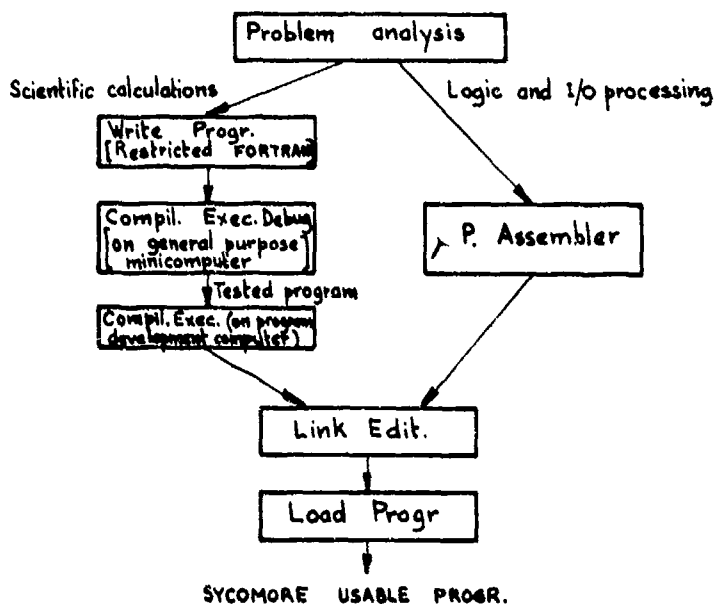 Problem analysis
Scientific calculations
Logic and I/O processing
Write Progr.
[Restricted FORTRAN]
Compil. Exec. Debug
[on general purpose
minicomputer]
P. Assembler
Tested program
Compil. Exec. (on program
development computer)
Link Edit.
Load Progr
SYCOMORE USABLE PROGR.